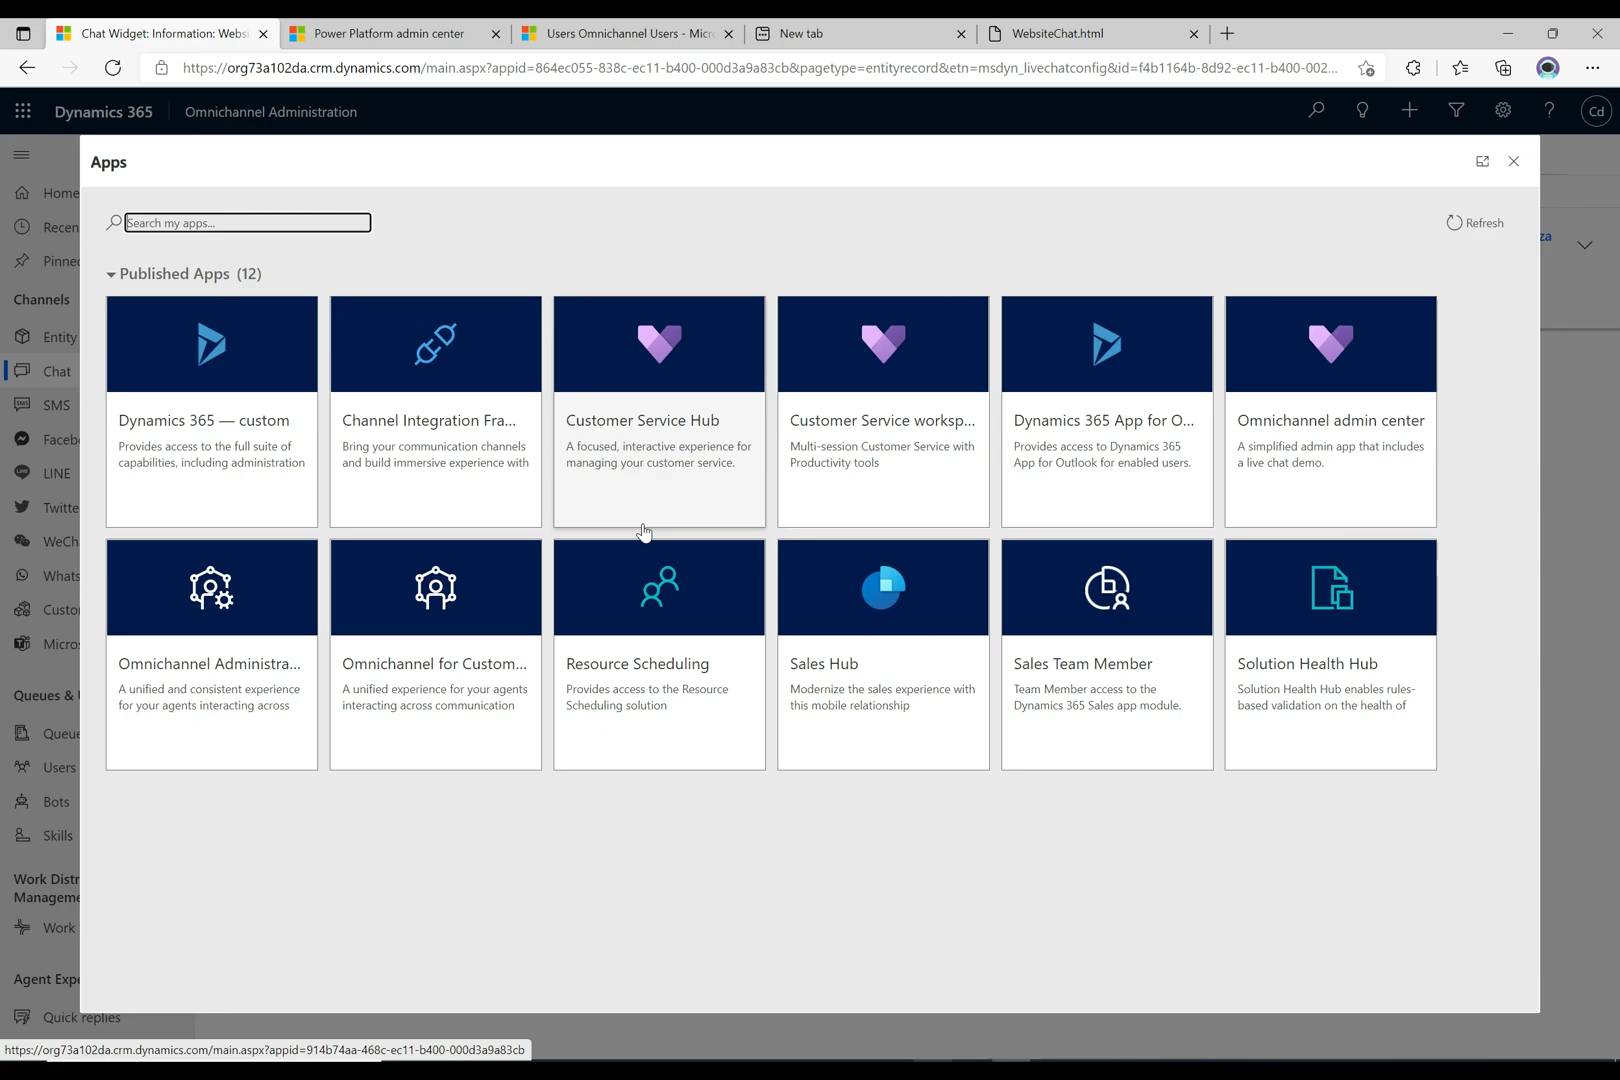 Chat Widget: Information: Websi
Power Platform admin center
Users Omnichannel Users - Micr
New tab
WebsiteChat.html
https://org73a102da.crm.dynamics.com/main.aspx?appid=864ec055-838c-ec11-b400-000d3a9a83cb&pagetype=entityrecord&etn=msdyn_livechatconfig&id=f4b1164b-8d92-ec11-b400-002...
Dynamics 365
Omnichannel Administration
Cd
Apps
Home
Recen
Pinned
Channels
Entity
Chat
SMS
SMS
Facebo
LINE
LINE
Twitte
WeCh
Whats
Custo
Micros
Queues & U
Queue
Users
Bots
Skills
Work Distr
Manageme
Work
Agent Expe
Quick replies
Search my apps...
Refresh
za
Published Apps (12)
Dynamics 365 — custom
Provides access to the full suite of
capabilities, including administration
Channel Integration Fra...
Bring your communication channels
and build immersive experience with
Customer Service Hub
A focused, interactive experience for
managing your customer service.
Customer Service worksp...
Multi-session Customer Service with
Productivity tools
Dynamics 365 App for O...
Provides access to Dynamics 365
App for Outlook for enabled users.
Omnichannel admin center
A simplified admin app that includes
a live chat demo.
Omnichannel Administra...
A unified and consistent experience
for your agents interacting across
Omnichannel for Custom...
A unified experience for your agents
interacting across communication
Resource Scheduling
Provides access to the Resource
Scheduling solution
Sales Hub
Modernize the sales experience with
this mobile relationship
Sales Team Member
Team Member access to the
Dynamics 365 Sales app module.
Solution Health Hub
Solution Health Hub enables rules-
based validation on the health of
https://org73a102da.crm.dynamics.com/main.aspx?appid=914b74aa-468c-ec11-b400-000d3a9a83cb